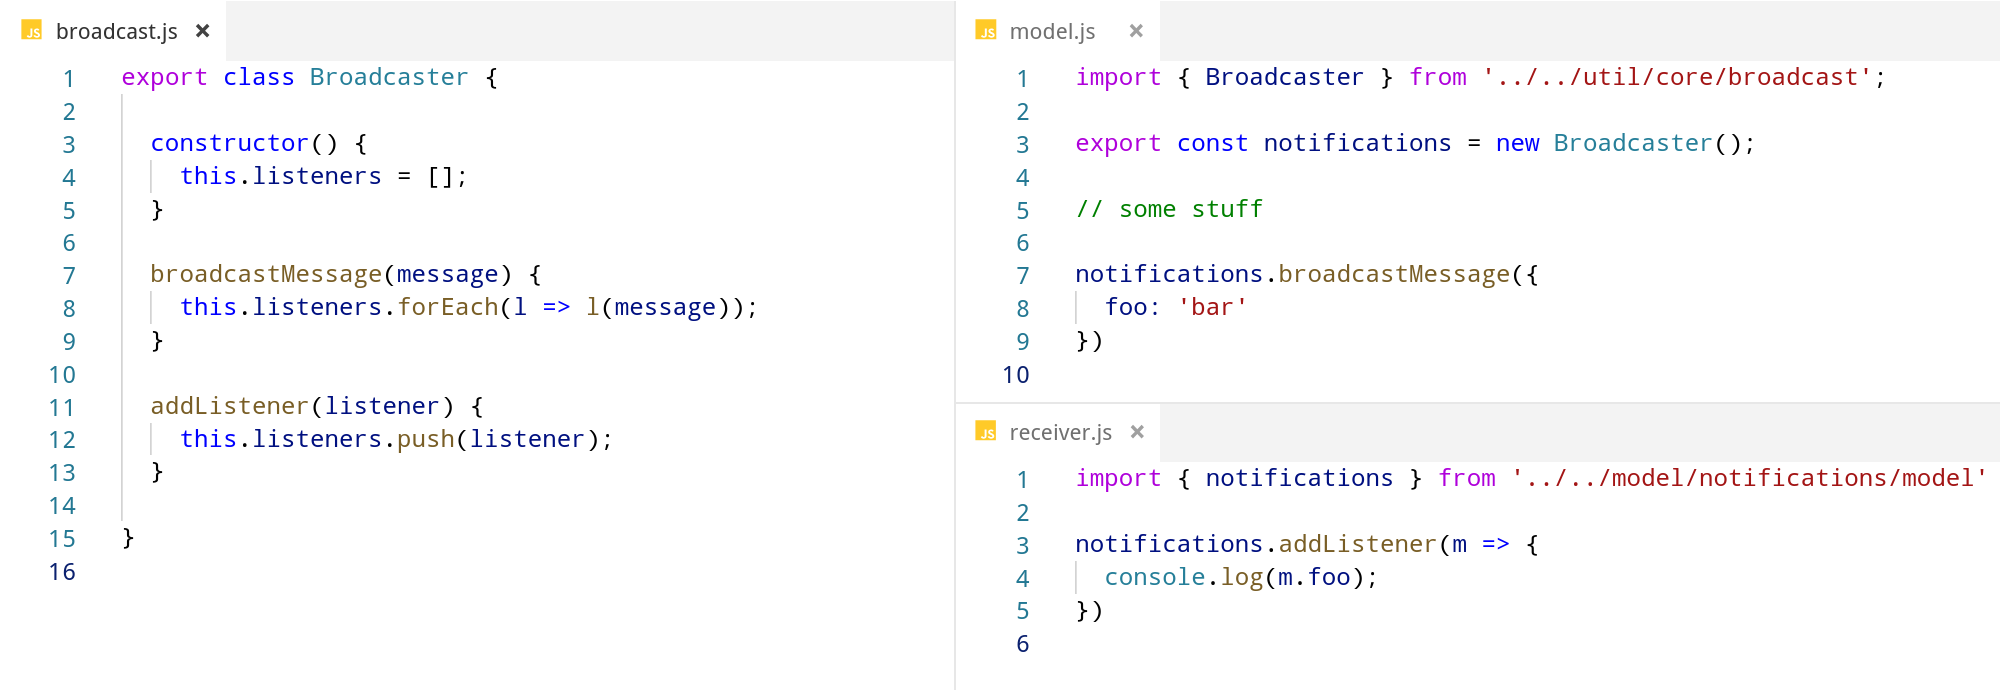 JS broadcast.js ×
1 export class Broadcaster {
2
3 constructor() {
4 this.listeners = [];
5 }
6
7 broadcastMessage(message) {
8 this.listeners.forEach(l => l(message));
9 }
10
11 addListener(listener) {
12 this.listeners.push(listener);
13 }
14
15 }
16
JS model.js ×
1 import { Broadcaster } from '../../util/core/broadcast';
2
3 export const notifications = new Broadcaster();
4
5 // some stuff
6
7 notifications.broadcastMessage({
8 foo: 'bar'
9 })
10
JS receiver.js ×
1 import { notifications } from '../../model/notifications/model'
2
3 notifications.addListener(m => {
4 console.log(m.foo);
5 })
6